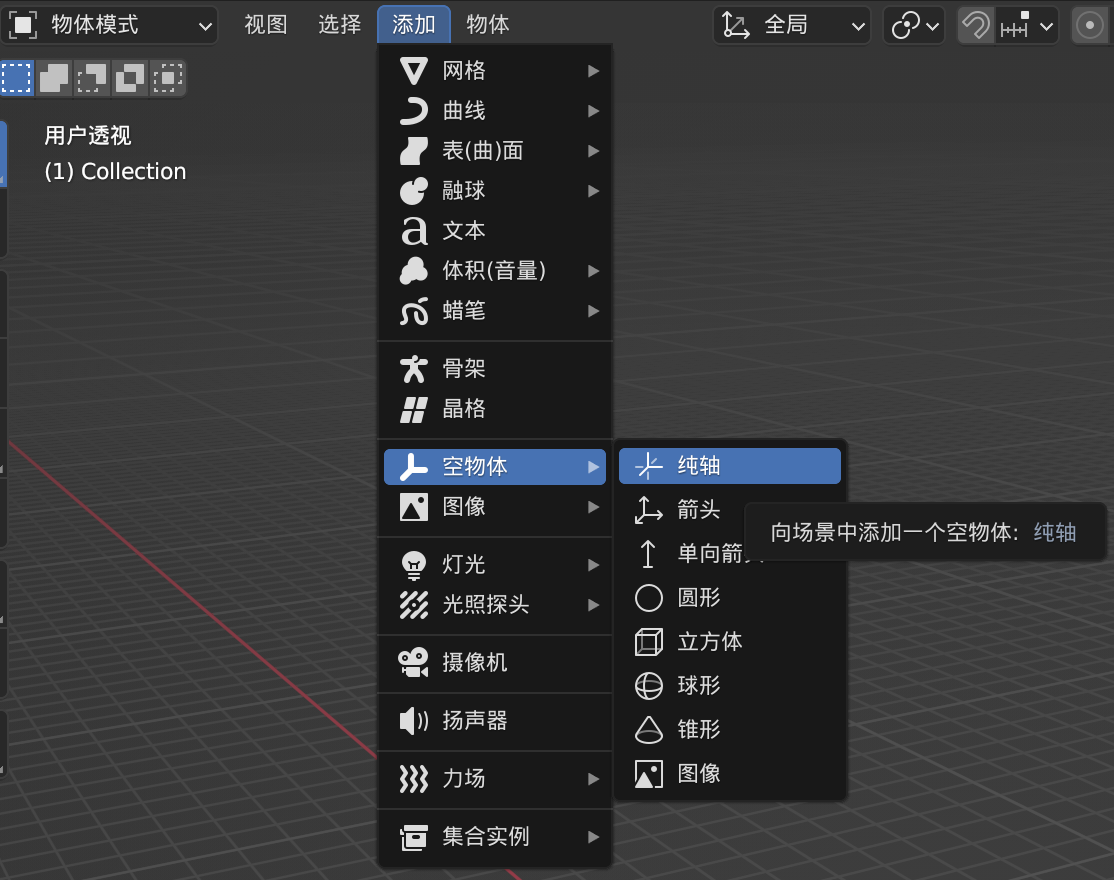 物体模式
视图
选择
添加
物体
全局
用户透视
(1) Collection
网格
曲线
表(曲)面
融球
文本
体积(音量)
蜡笔
骨架
晶格
空物体
图像
灯光
光照探头
摄像机
扬声器
力场
集合实例
纯轴
箭头
单向箭
圆形
立方体
球形
锥形
图像
向场景中添加一个空物体: 纯轴